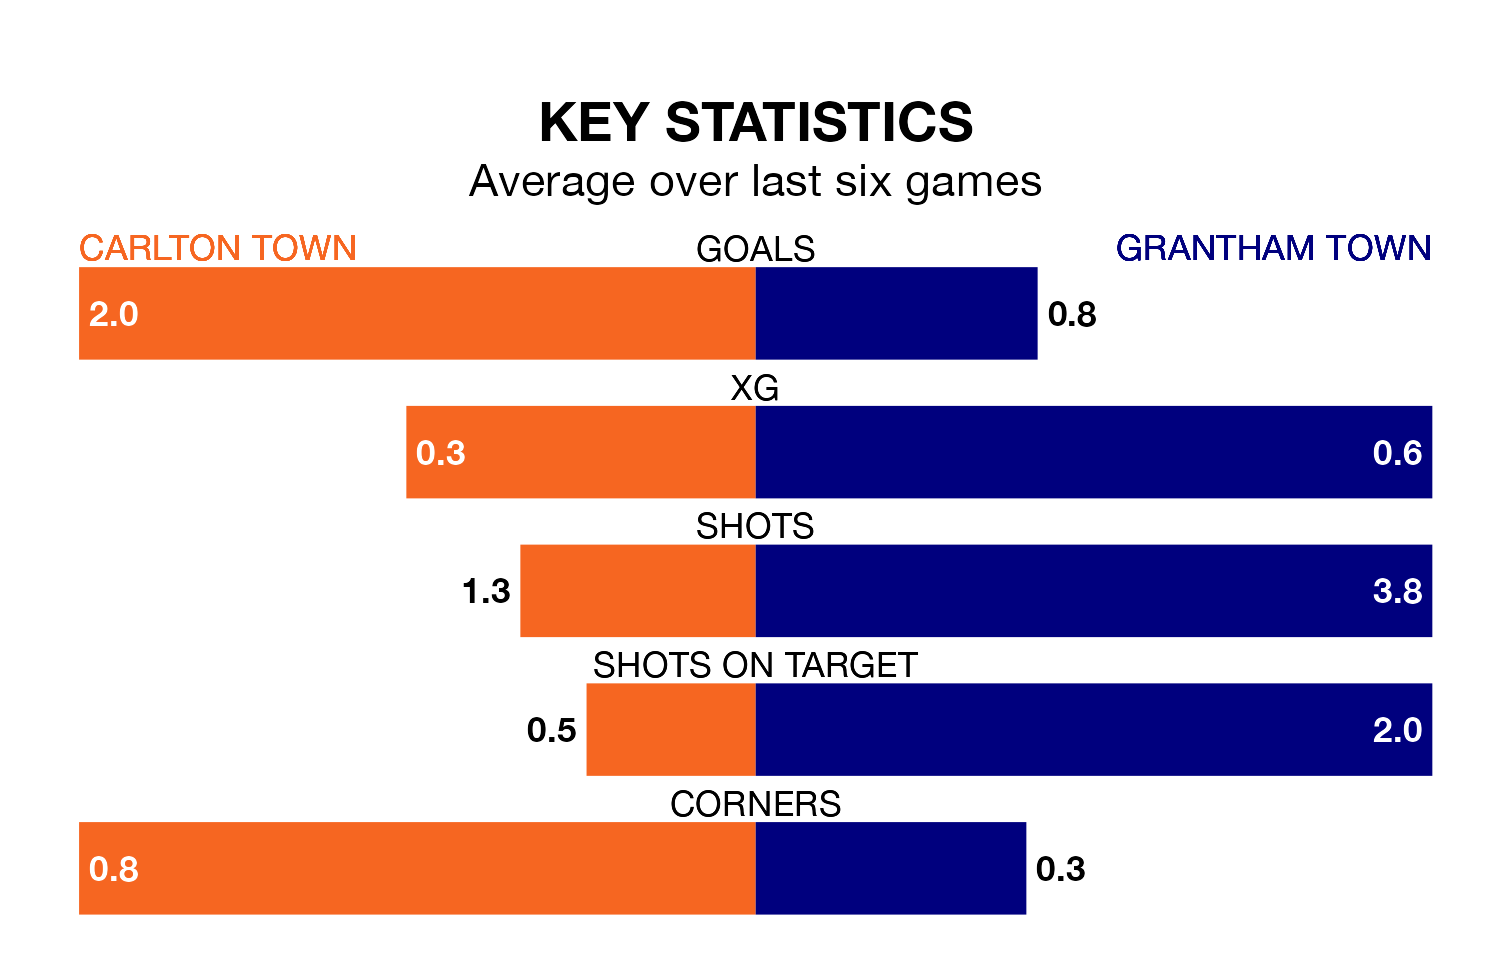 KEY STATISTICS
Average over last six games
CARLTON TOWN GOALS GRANTHAM TOWN
2.0 0.8
XG
0.3 0.6
SHOTS
1.3 3.8
SHOTS ON TARGET
0.5 2.0
CORNERS
0.8 0.3